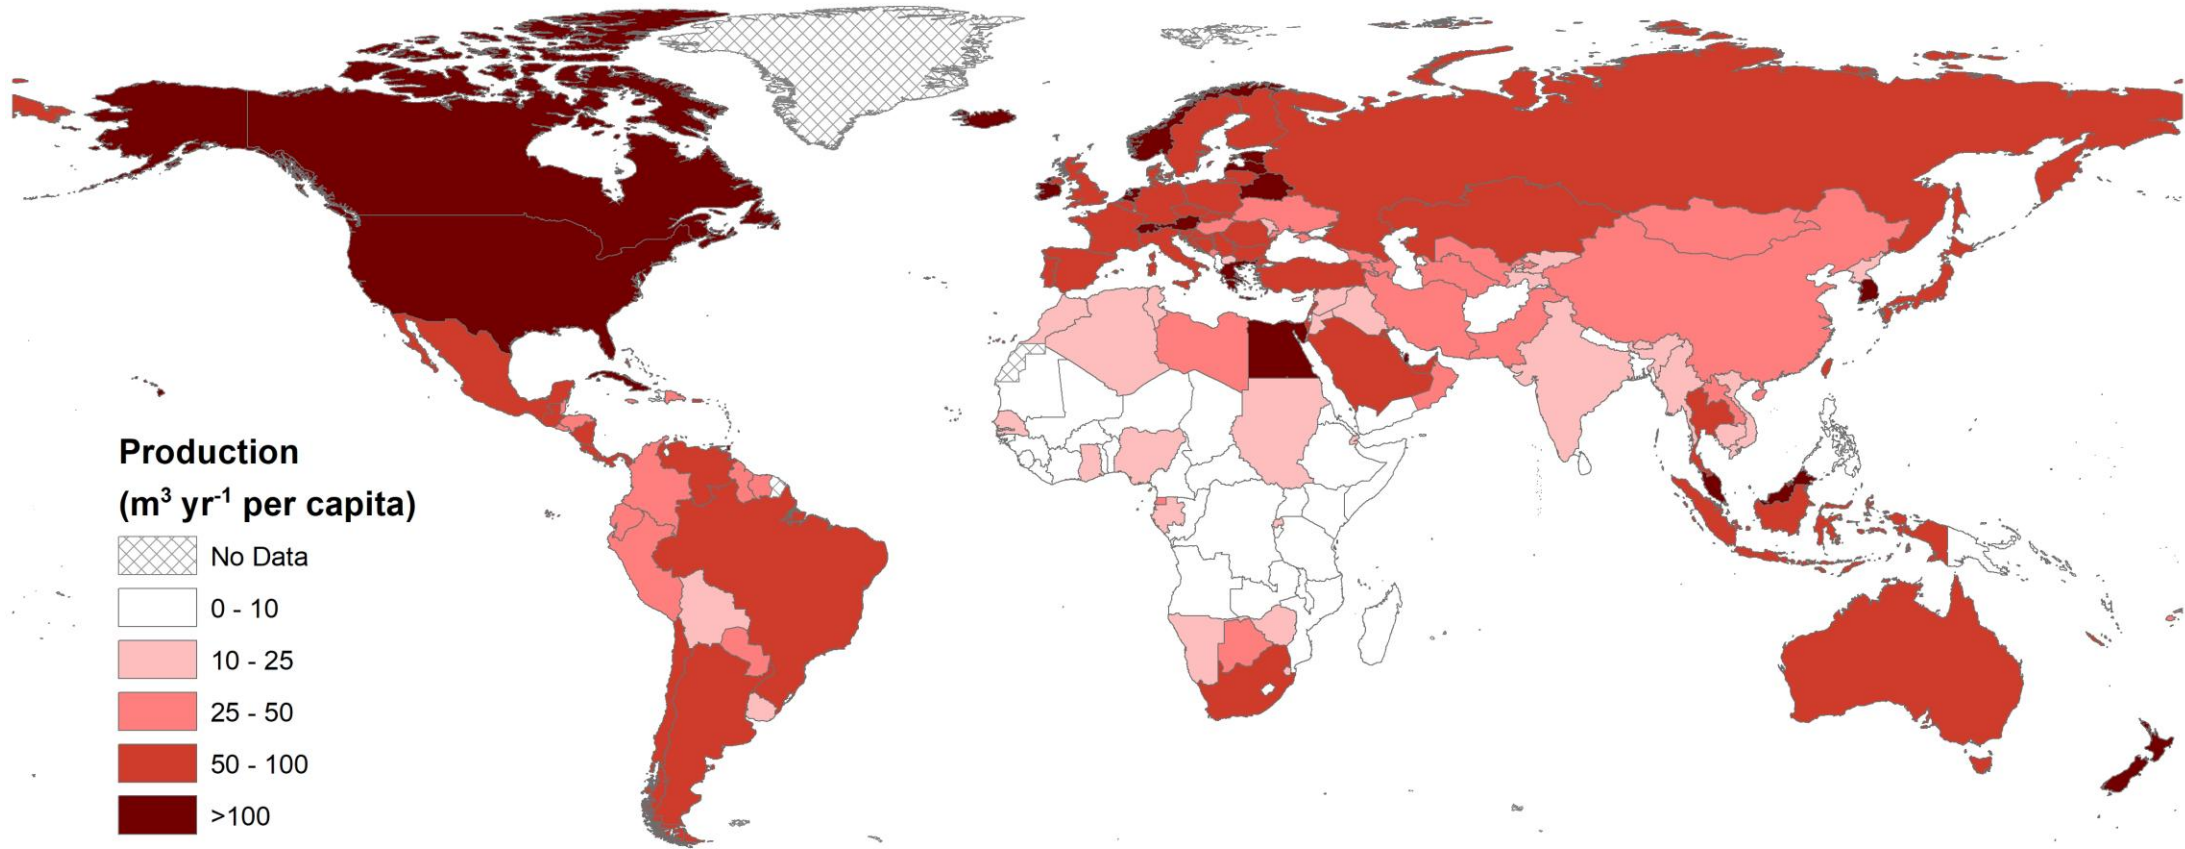 Production
(m³ yr⁻¹ per capita)
No Data
0 - 10
10 - 25
25 - 50
50 - 100
>100